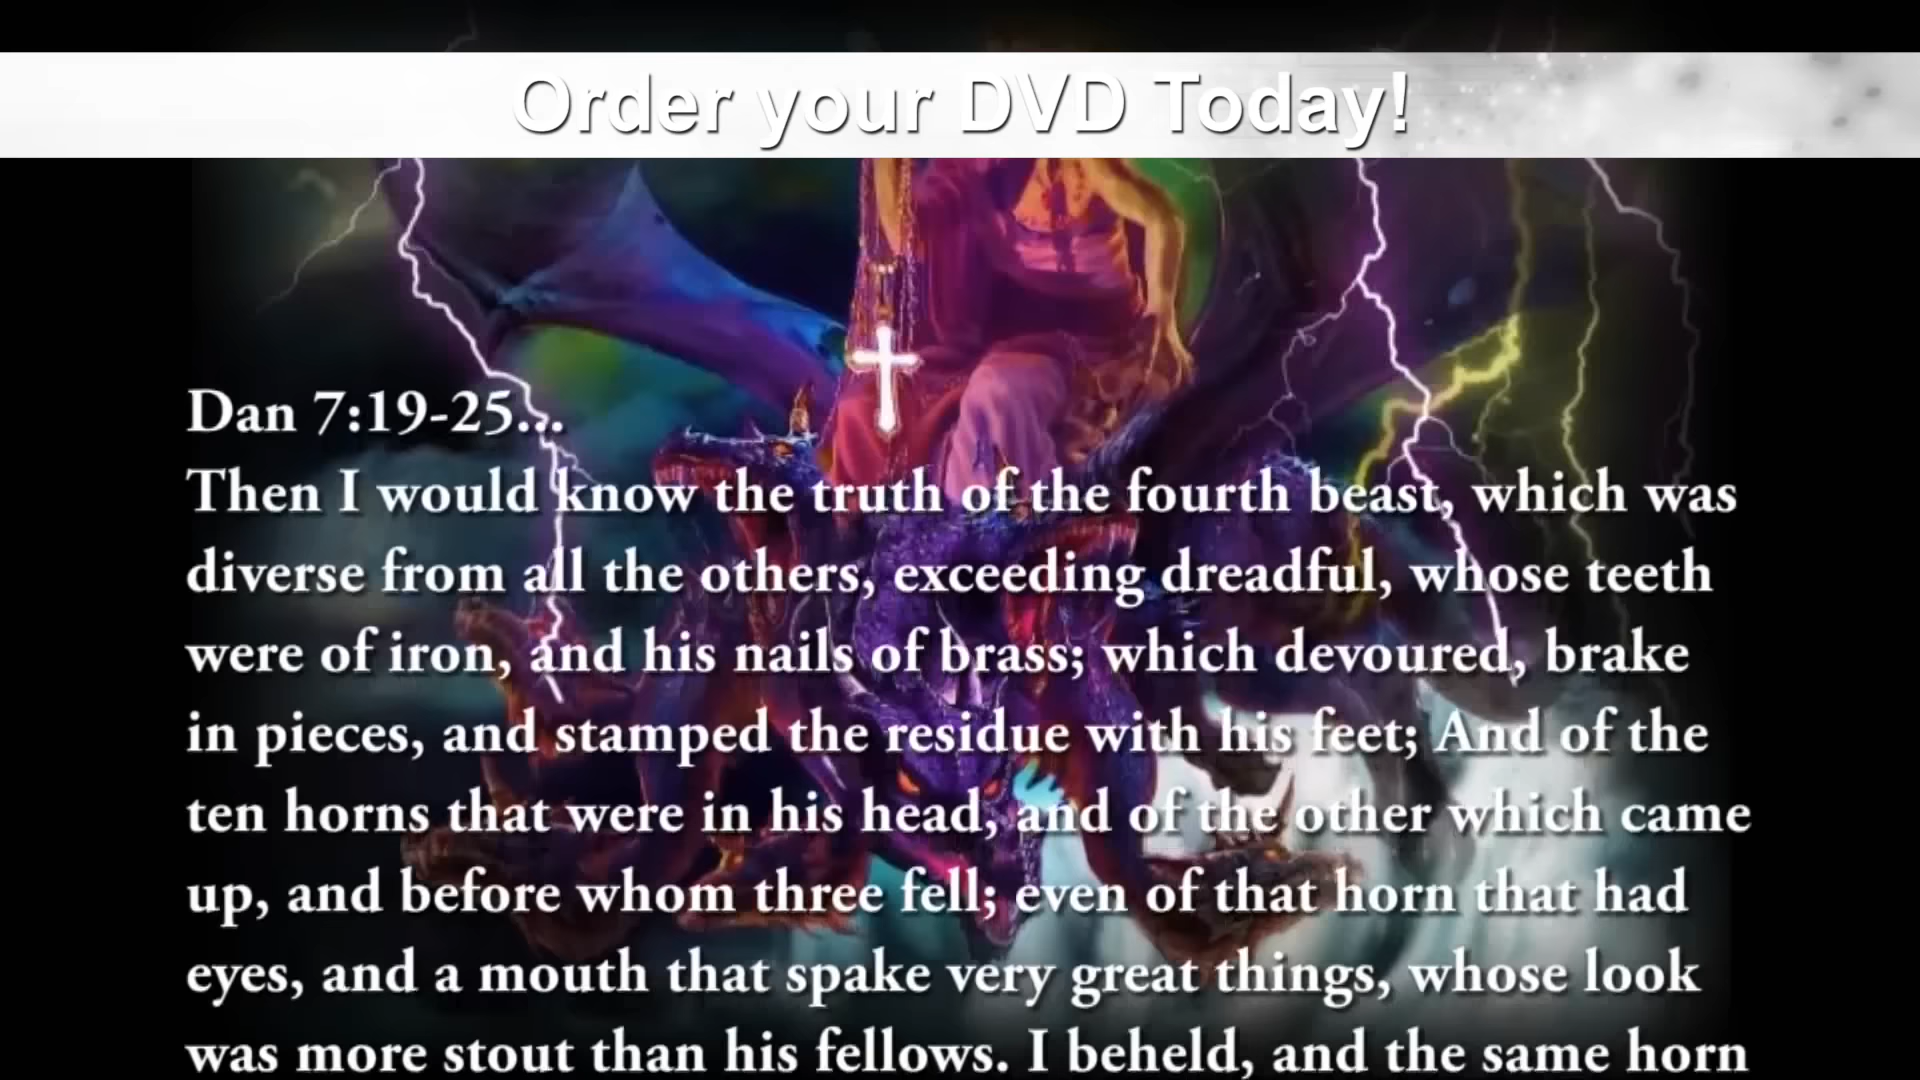 Order your DVD Today!
Dan 7:19-25...
Then I would know the truth of the fourth beast, which was
diverse from all the others, exceeding dreadful, whose teeth
were of iron, and his nails of brass; which devoured, brake
in pieces, and stamped the residue with his feet; And of the
ten horns that were in his head, and of the other which came
up, and before whom three fell; even of that horn that had
eyes, and a mouth that spake very great things, whose look
was more stout than his fellows. I beheld, and the same horn